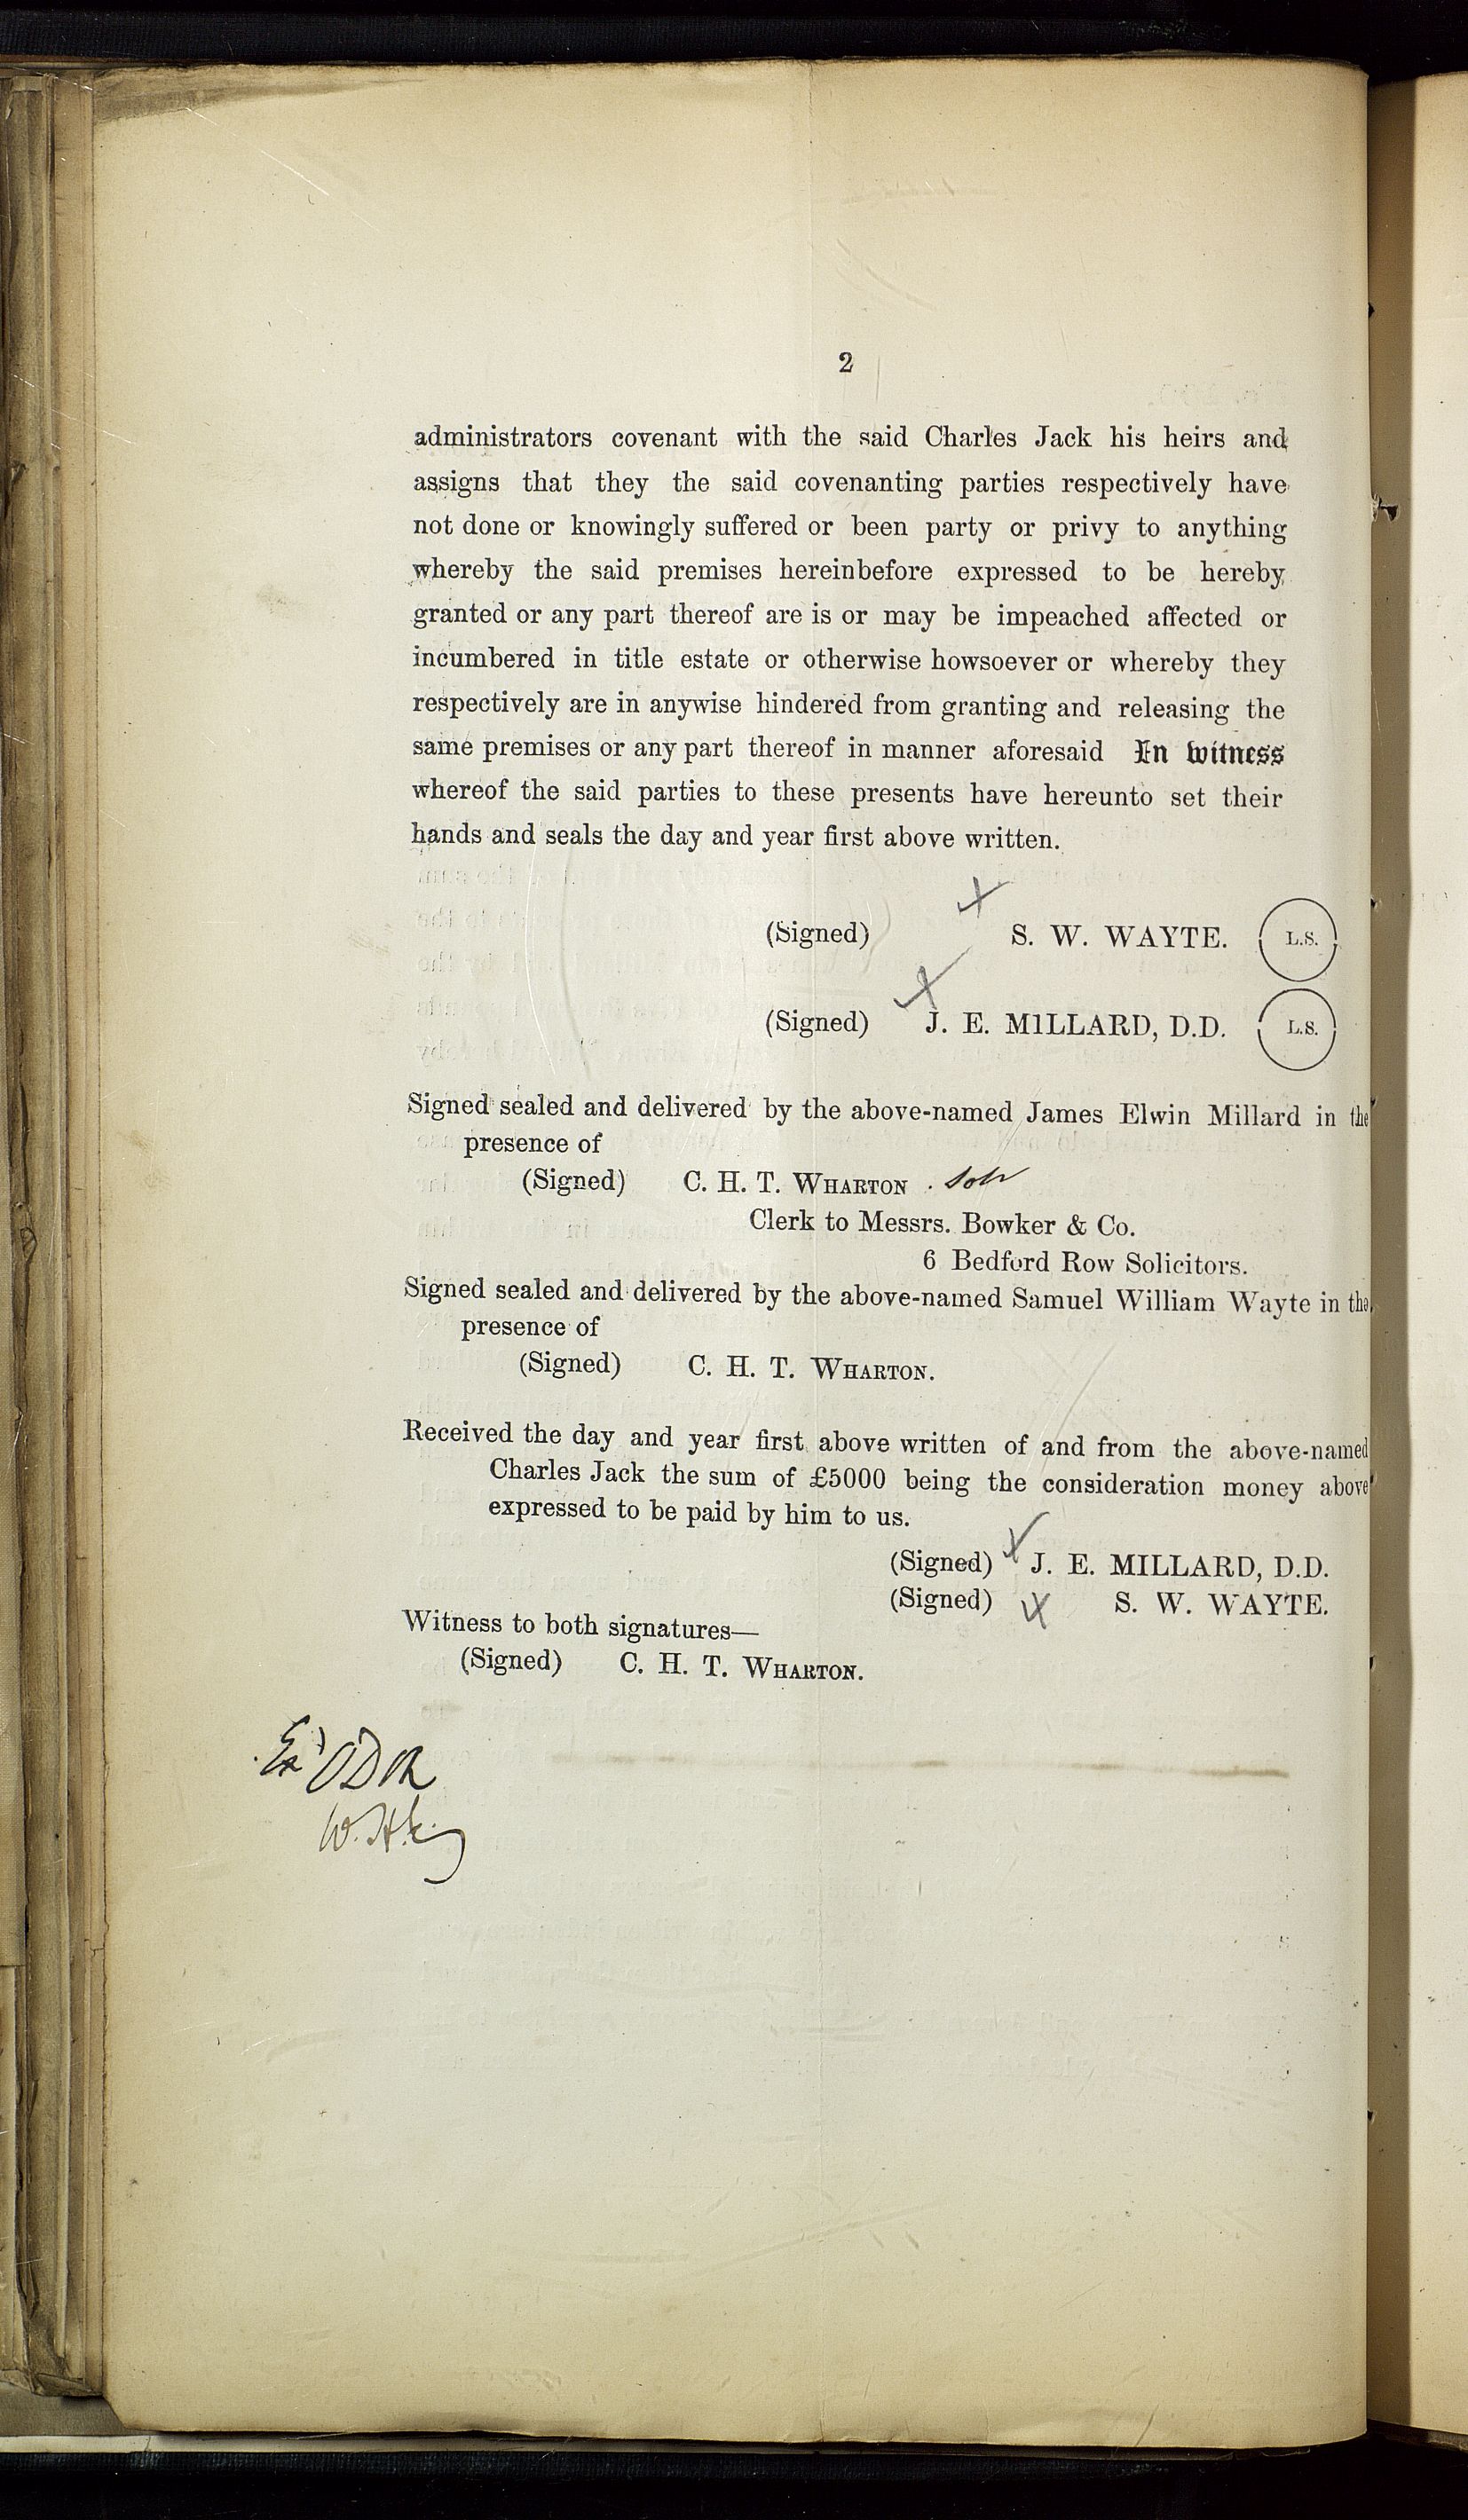 2
administrators covenant with the said Charles Jack his heirs and
assigns that they the said covenanting parties respectively have
not done or knowingly suffered or been party or privy to anything
whereby the said premises hereinbefore expressed to be hereby
granted or any part thereof are is or may be impeached affected or
incumbered in title estate or otherwise howsoever or whereby they
respectively are in anywise hindered from granting and releasing the
same premises or any part thereof in manner aforesaid In witness
whereof the said parties to these presents have hereunto set their
hands and seals the day and year first above written.
(Signed) S. W. WAYTE. L.S.
(Signed) J. E. MILLARD, D.D. L.S.
Signed sealed and delivered by the above-named James Elwin Millard in the
presence of
(Signed) C. H. T. WHARTON
Clerk to Messrs. Bowker & Co.
6 Bedford Row Solicitors.
Signed sealed and delivered by the above-named Samuel William Wayte in the
presence of
(Signed) C. H. T. WHARTON.
Received the day and year first above written of and from the above-named
Charles Jack the sum of £5000 being the consideration money above
expressed to be paid by him to us.
(Signed) J. E. MILLARD, D.D.
(Signed) S. W. WAYTE.
Witness to both signatures—
(Signed) C. H. T. WHARTON.